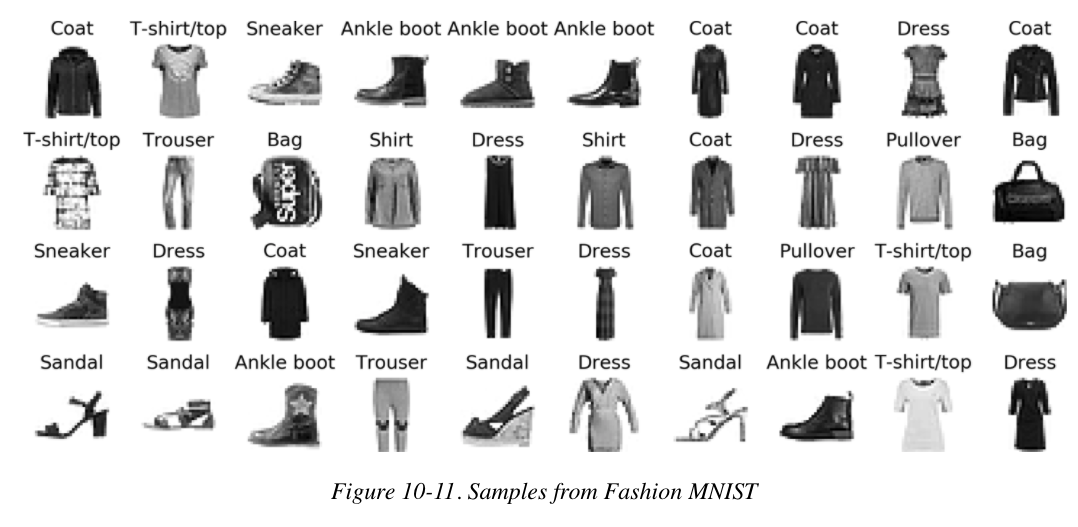 Coat T-shirt/top Sneaker Ankle boot Ankle boot Ankle boot Coat Coat Dress Coat
T-shirt/top Trouser Bag Shirt Dress Shirt Coat Dress Pullover Bag
Super
Sneaker Dress Coat Sneaker Trouser Dress Coat Pullover T-shirt/top Bag
Sandal Sandal Ankle boot Trouser Sandal Dress Sandal Ankle boot T-shirt/top Dress
Figure 10-11. Samples from Fashion MNIST